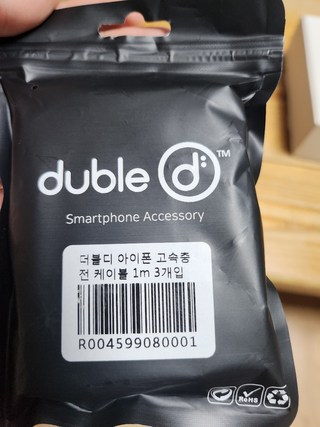 duble d:™
Smartphone Accessory
더블디 아이폰 고속충
전 케이블 1m 3개입
R004599080001
RoHS